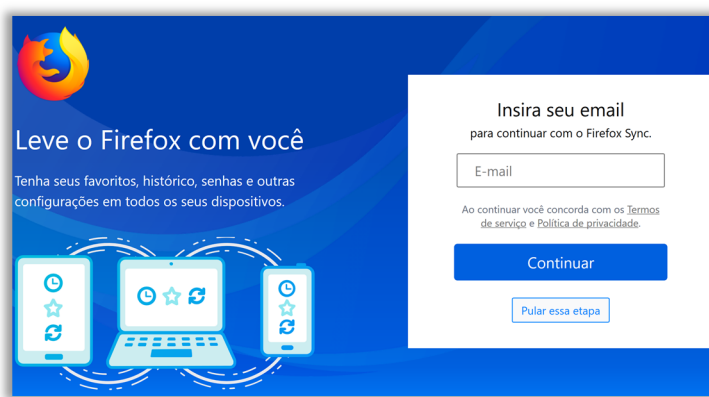 Leve o Firefox com você
Tenha seus favoritos, histórico, senhas e outras
configurações em todos os seus dispositivos.
Insira seu email
para continuar com o Firefox Sync.
E-mail
Ao continuar você concorda com os Termos
de serviço e Política de privacidade.
Continuar
Pular essa etapa